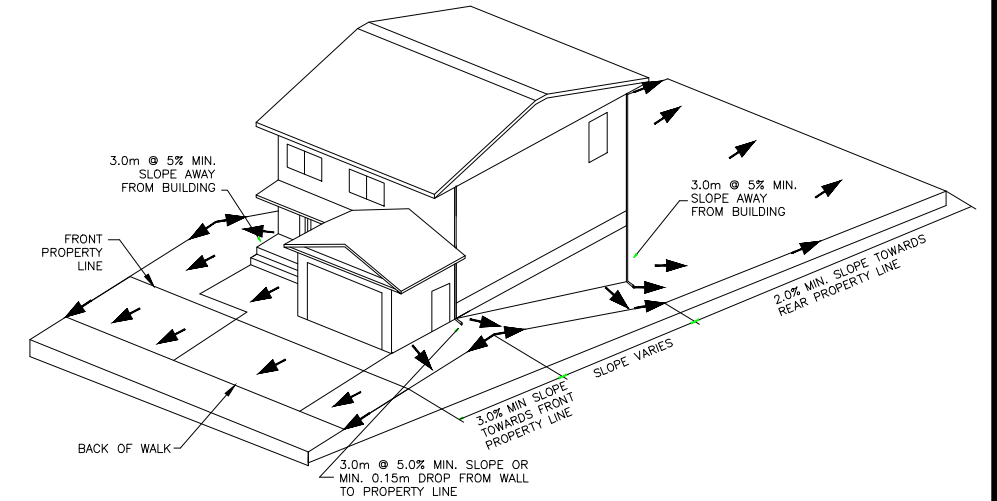 3.0m @ 5% MIN.
SLOPE AWAY
FROM BUILDING
3.0m @ 5% MIN.
SLOPE AWAY
FROM BUILDING
FRONT
PROPERTY
LINE
2.0% MIN. SLOPE TOWARDS
REAR PROPERTY LINE
SLOPE VARIES
3.0% MIN SLOPE
TOWARDS FRONT
PROPERTY LINE
BACK OF WALK
3.0m @ 5.0% MIN. SLOPE OR
MIN. 0.15m DROP FROM WALL
TO PROPERTY LINE